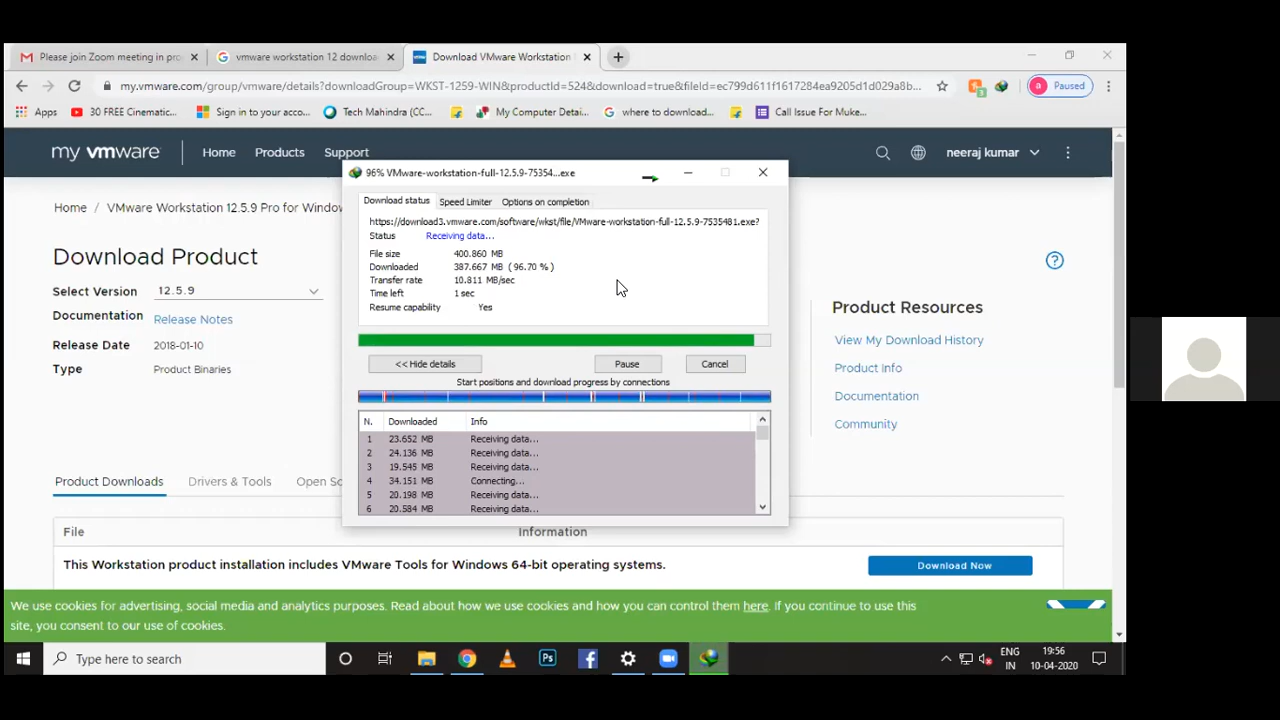 Please join Zoom meeting in pro
vmware workstation 12 downloa
Download VMware Workstation
my.vmware.com/group/vmware/details?downloadGroup=WKST-1259-WIN&productId=524&download=true&fileId=ec799d611f1617284ea9205d1d029a8b...
a Paused
Apps
30 FREE Cinematic...
Sign in to your acco...
Tech Mahindra (CC...
My Computer Detai...
where to download...
Call Issue For Muke...
my vmware
Home
Products
Support
neeraj kumar
Home / VMware Workstation 12.5.9 Pro for Window
Download Product
Select Version 12.5.9
Documentation Release Notes
Release Date 2018-01-10
Type Product Binaries
96% VMware-workstation-full-12.5.9-75354...exe
Download status Speed Limiter Options on completion
https://download3.vmware.com/software/wkst/file/VMware-workstation-full-12.5.9-7535481.exe?
Status Receiving data...
File size 400.860 MB
Downloaded 387.667 MB ( 96.70 % )
Transfer rate 10.811 MB/sec
Time left 1 sec
Resume capability Yes
<< Hide details Pause Cancel
Start positions and download progress by connections
N. Downloaded Info
1 23.652 MB Receiving data...
2 24.136 MB Receiving data...
3 19.545 MB Receiving data...
4 34.151 MB Connecting...
5 20.198 MB Receiving data...
6 20.584 MB Receiving data...
Product Resources
View My Download History
Product Info
Documentation
Community
Product Downloads Drivers & Tools Open So
File Information
This Workstation product installation includes VMware Tools for Windows 64-bit operating systems.
Download Now
We use cookies for advertising, social media and analytics purposes. Read about how we use cookies and how you can control them here. If you continue to use this
site, you consent to our use of cookies.
Type here to search
Ps
ENG
IN
19:56
10-04-2020